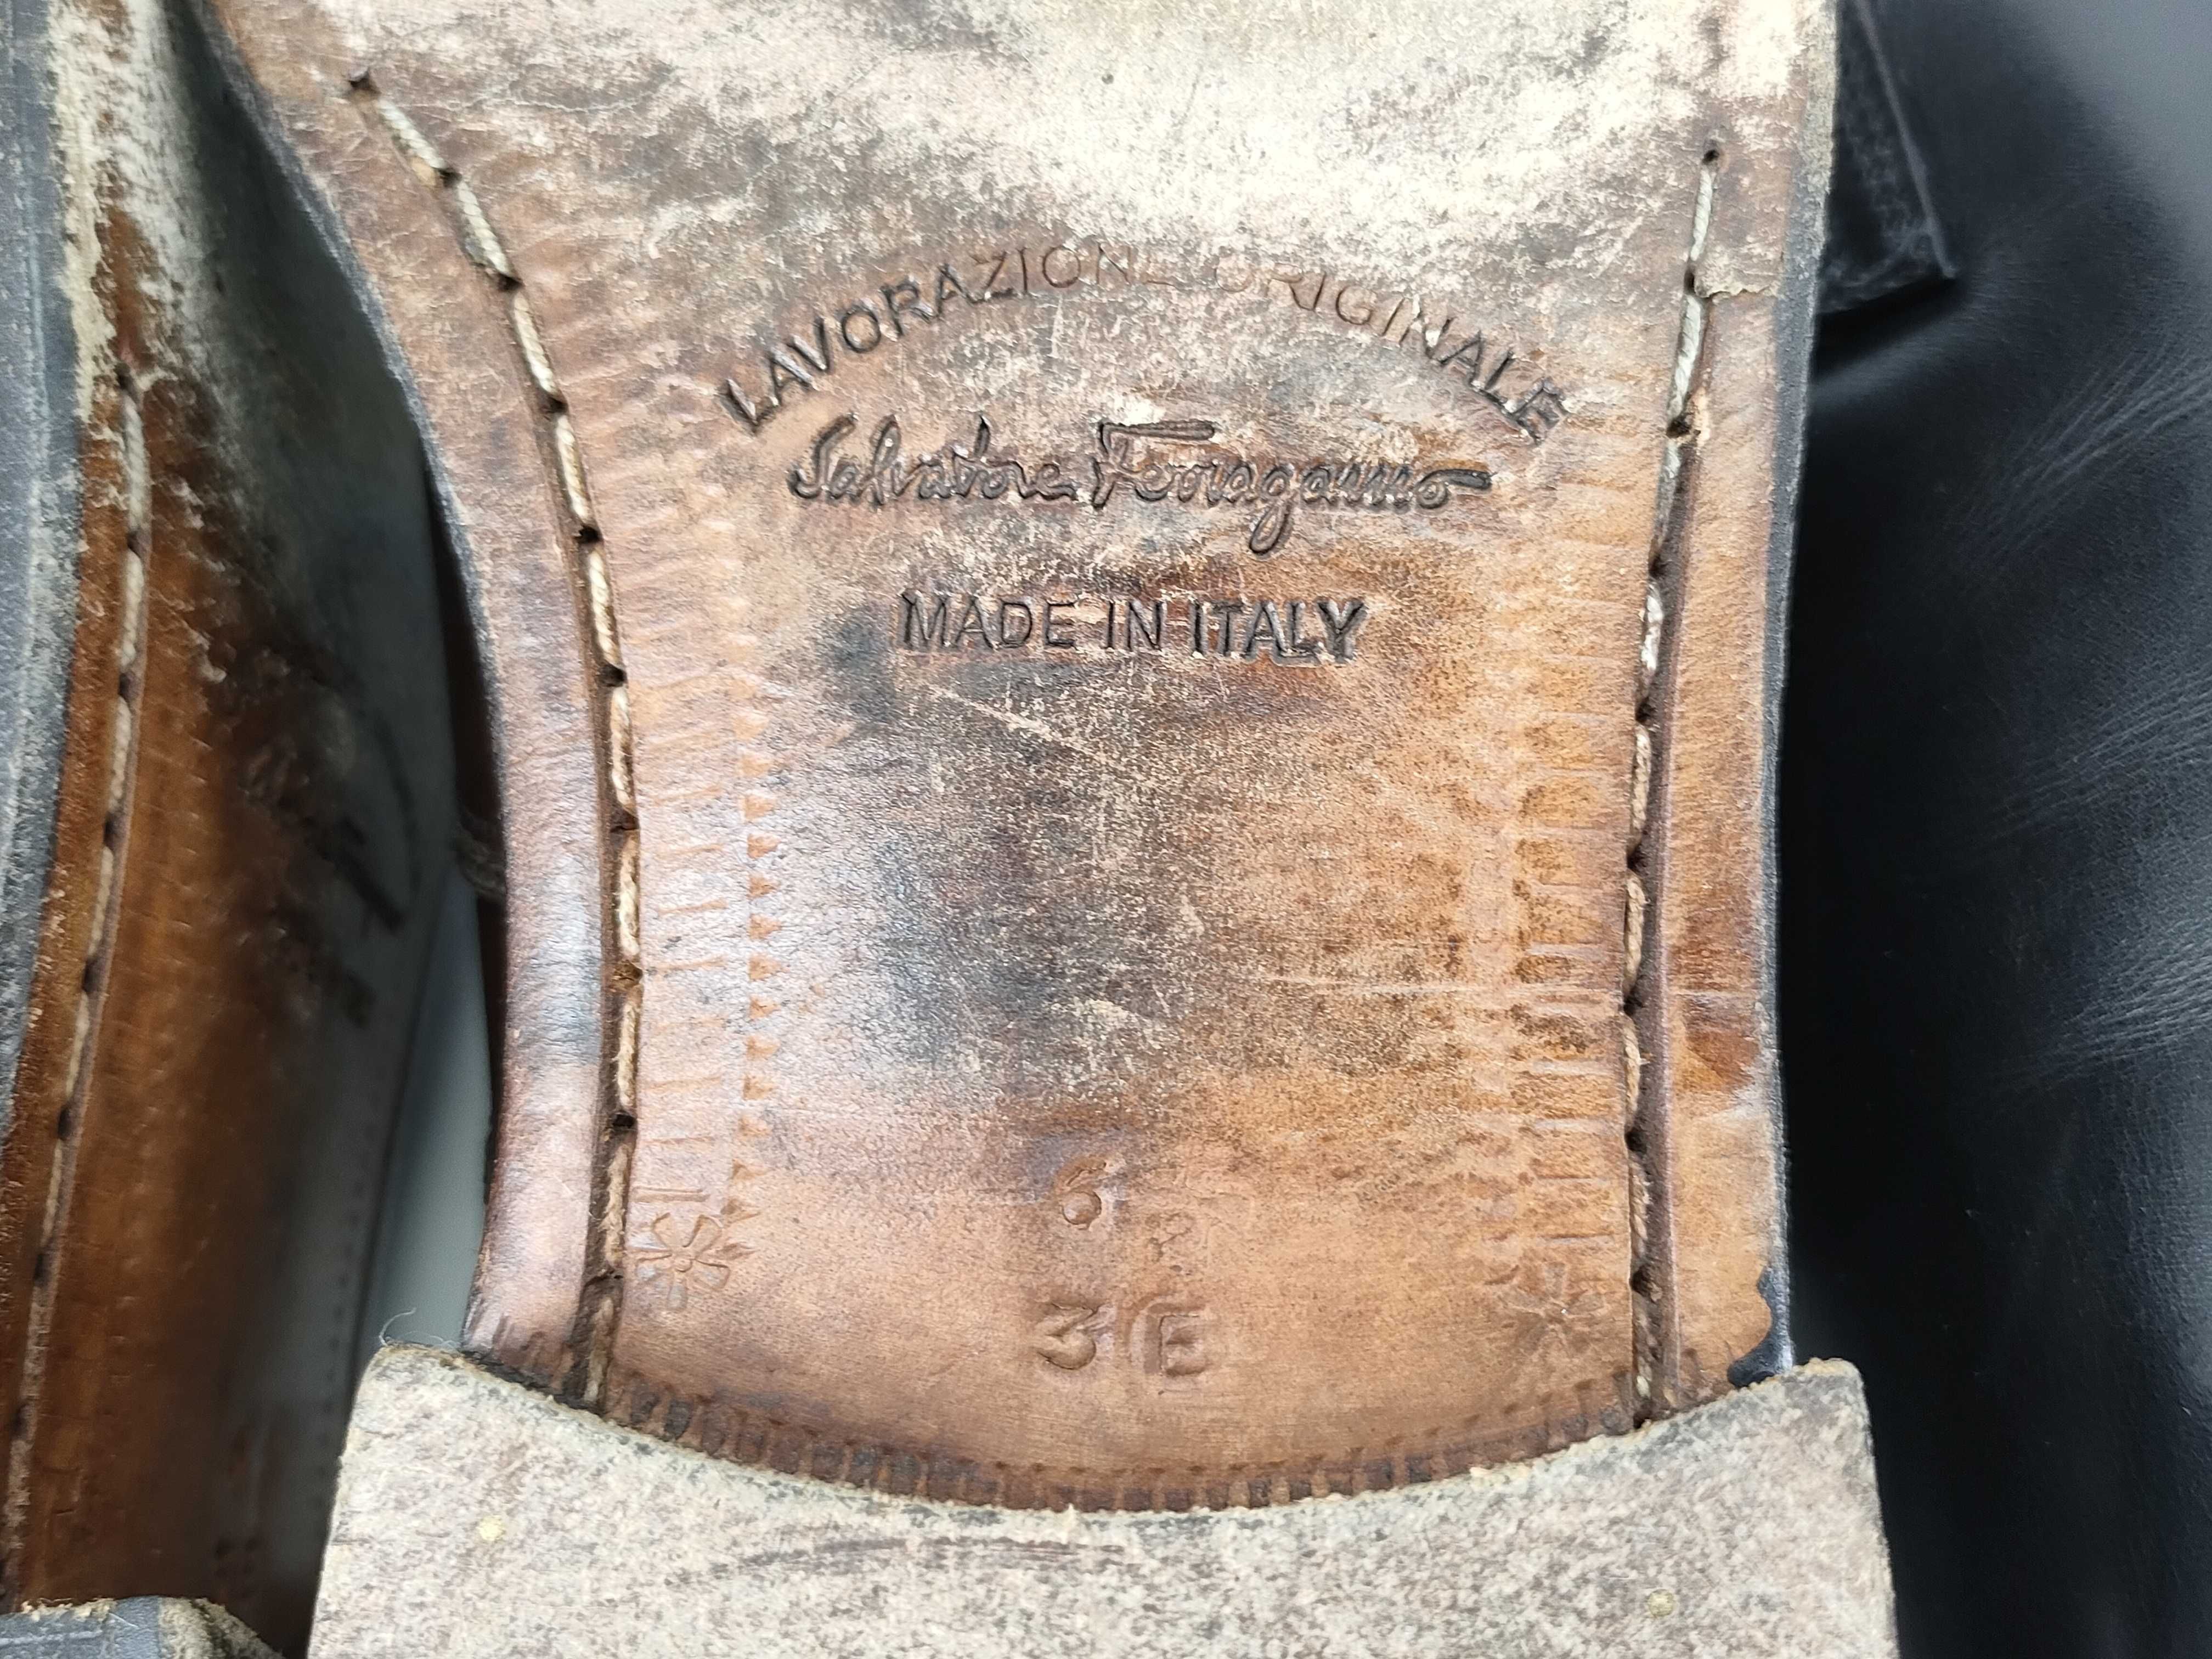 LAVORAZIONE ORIGINALE
Salvatore Ferragamo
MADE IN ITALY
6
3E